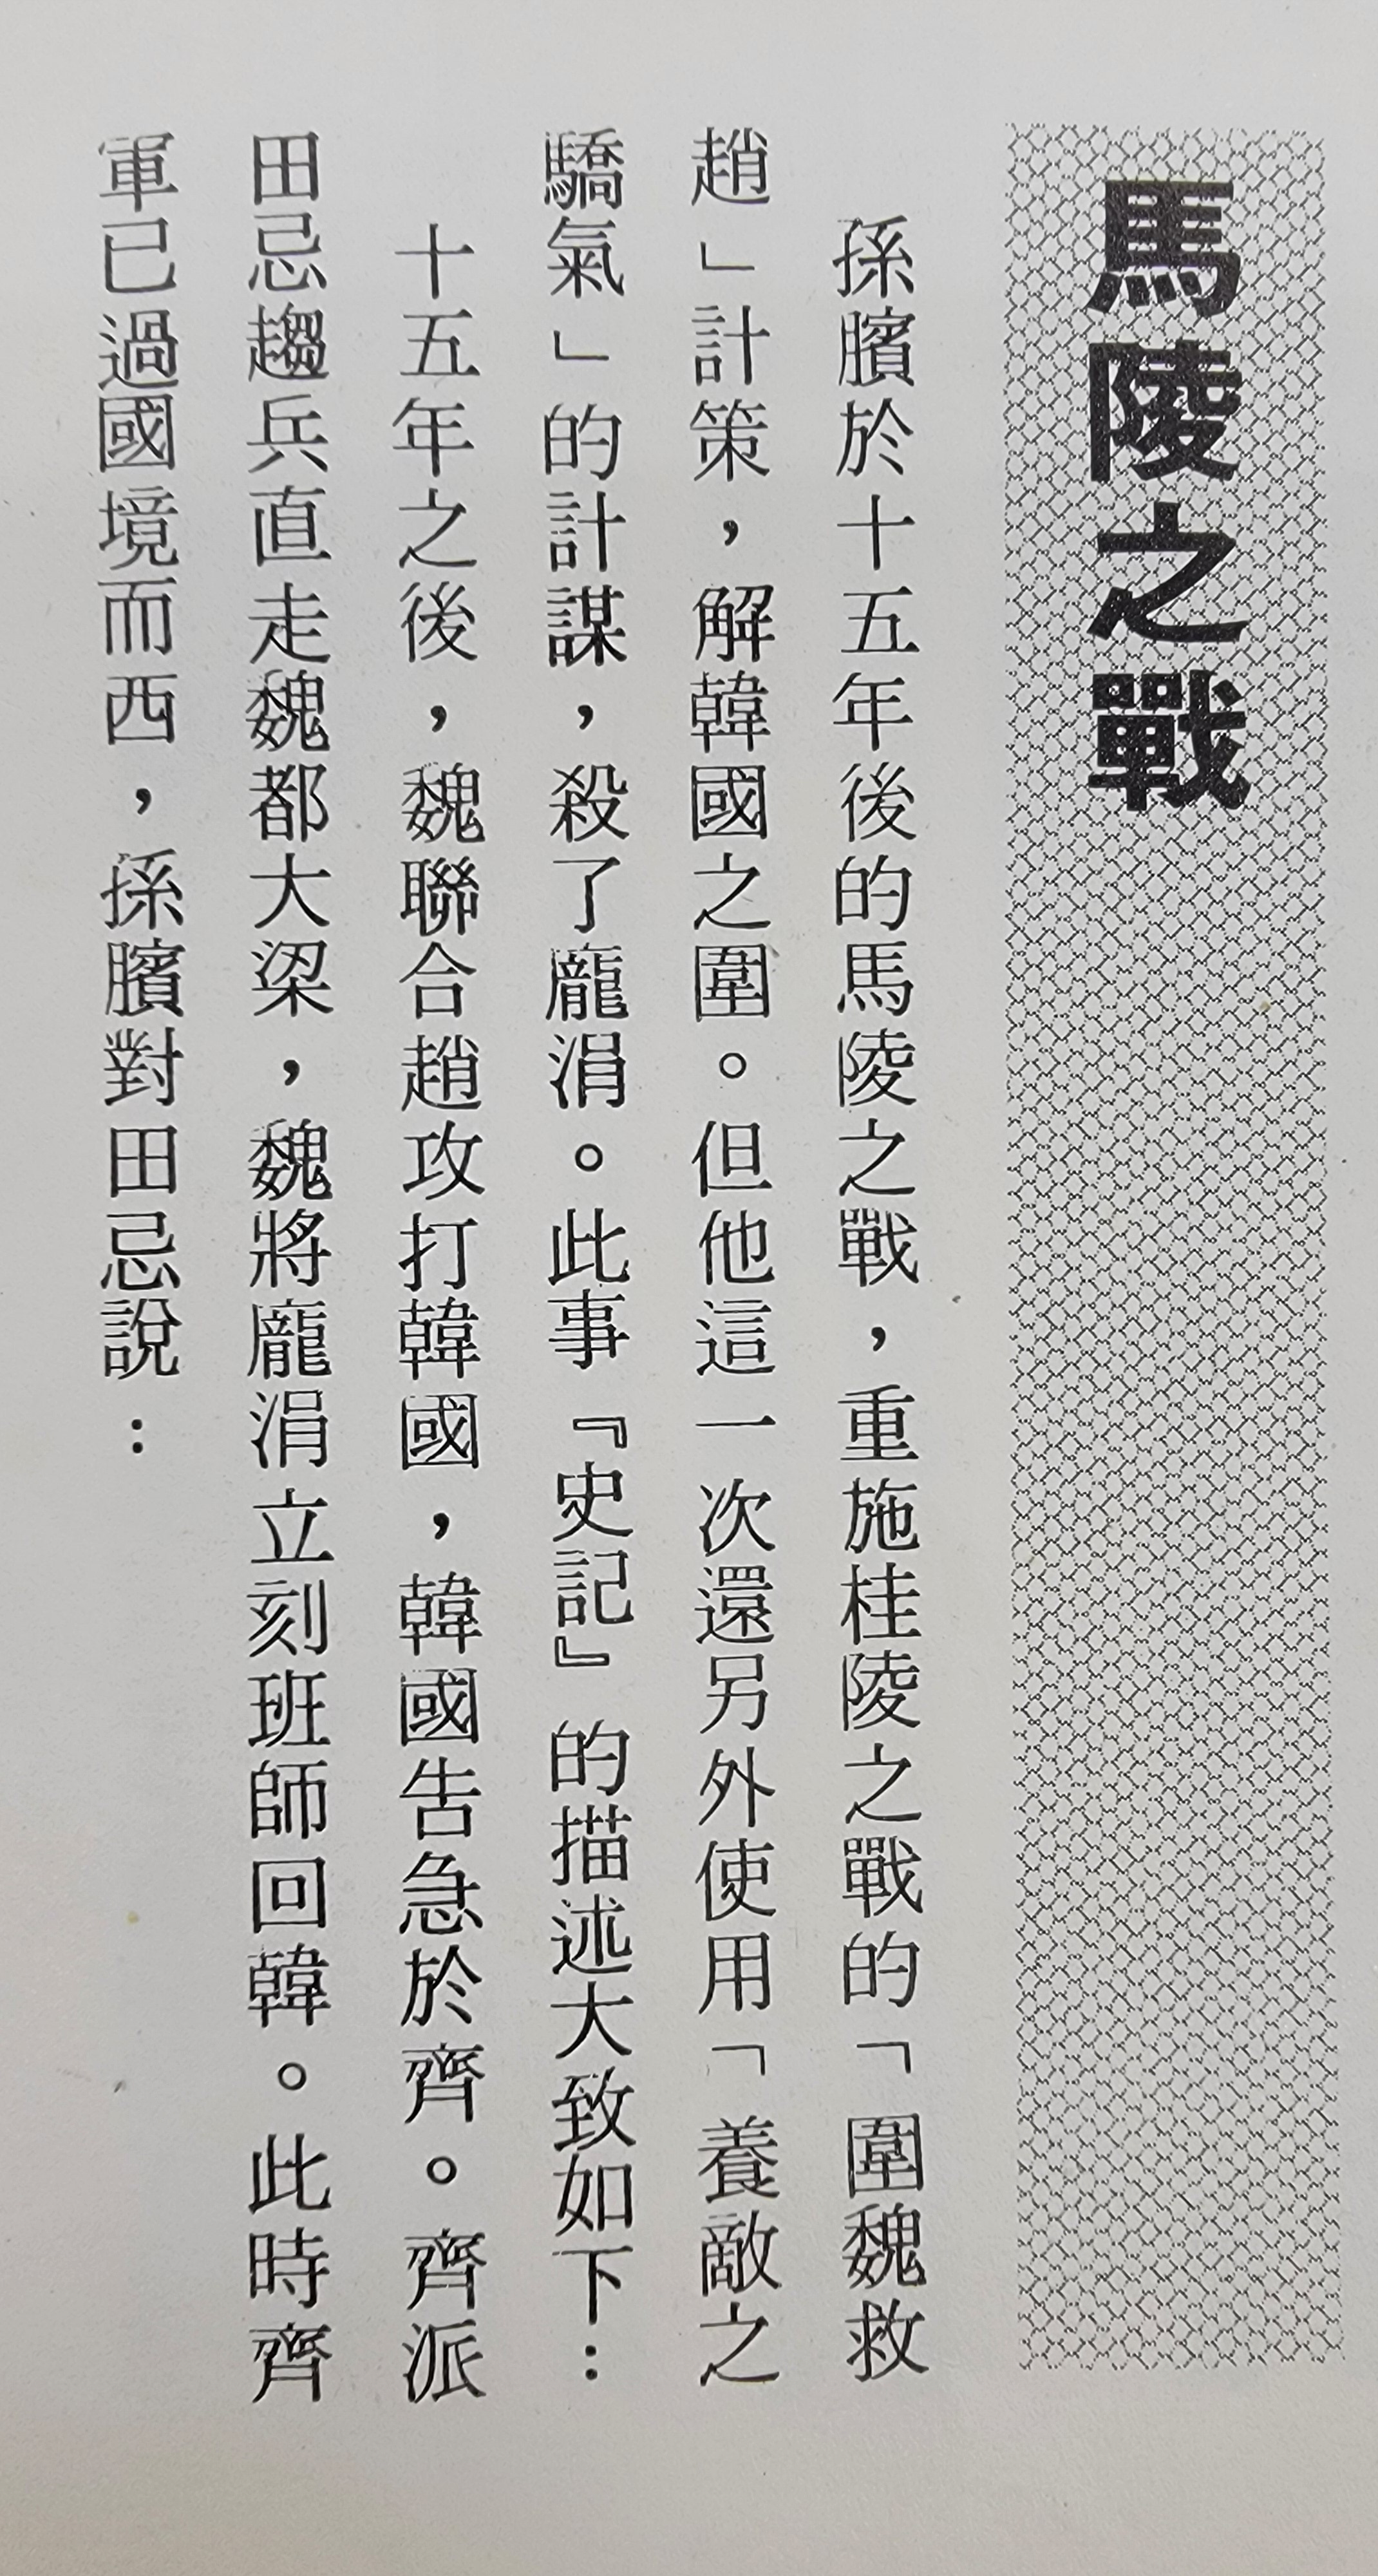 馬陵之戰
孫臏於十五年後的馬陵之戰，重施桂陵之戰的「圍魏救
趙」計策，解韓國之圍。但他這一次還另外使用「養敵之
驕氣」的計謀，殺了龐涓。此事『史記』的描述大致如下：
十五年之後，魏聯合趙攻打韓國，韓國告急於齊。齊派
田忌趨兵直走魏都大梁，魏將龐涓立刻班師回韓。此時齊
軍已過國境而西，孫臏對田忌說：